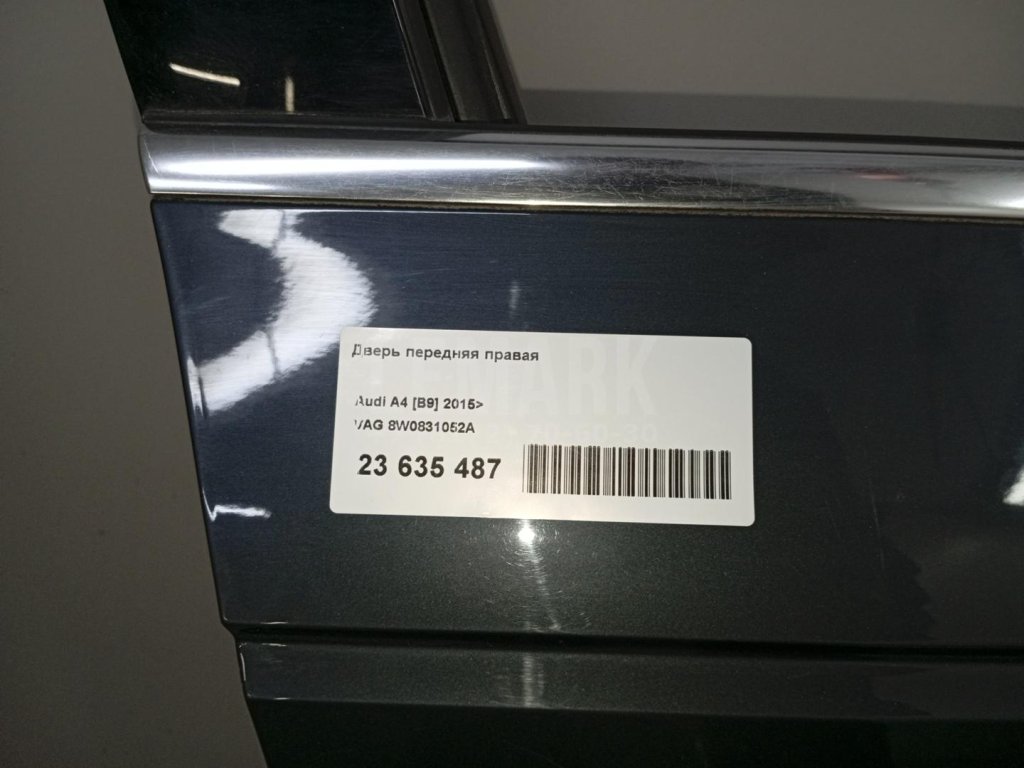 Дверь передняя правая
Audi A4 [B9] 2015>
VAG 8W0831052A
23 635 487